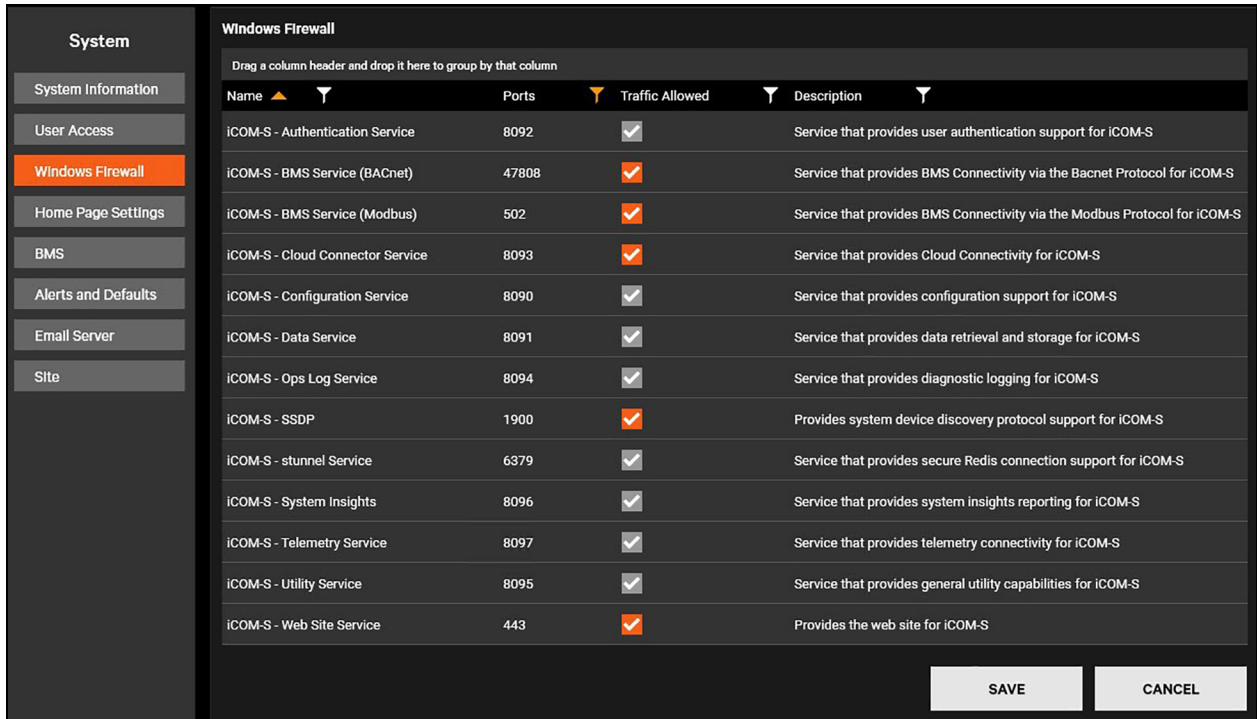 System
System Information
User Access
Windows Firewall
Home Page Settings
BMS
Alerts and Defaults
Email Server
Site
Windows Firewall
Drag a column header and drop it here to group by that column
Name Ports Traffic Allowed Description
iCOM-S - Authentication Service 8092 Service that provides user authentication support for iCOM-S
iCOM-S - BMS Service (BACnet) 47808 Service that provides BMS Connectivity via the Bacnet Protocol for iCOM-S
iCOM-S - BMS Service (Modbus) 502 Service that provides BMS Connectivity via the Modbus Protocol for iCOM-S
iCOM-S - Cloud Connector Service 8093 Service that provides Cloud Connectivity for iCOM-S
iCOM-S - Configuration Service 8090 Service that provides configuration support for iCOM-S
iCOM-S - Data Service 8091 Service that provides data retrieval and storage for iCOM-S
iCOM-S - Ops Log Service 8094 Service that provides diagnostic logging for iCOM-S
iCOM-S - SSDP 1900 Provides system device discovery protocol support for iCOM-S
iCOM-S - stunnel Service 6379 Service that provides secure Redis connection support for iCOM-S
iCOM-S - System Insights 8096 Service that provides system insights reporting for iCOM-S
iCOM-S - Telemetry Service 8097 Service that provides telemetry connectivity for iCOM-S
iCOM-S - Utility Service 8095 Service that provides general utility capabilities for iCOM-S
iCOM-S - Web Site Service 443 Provides the web site for iCOM-S
SAVE CANCEL